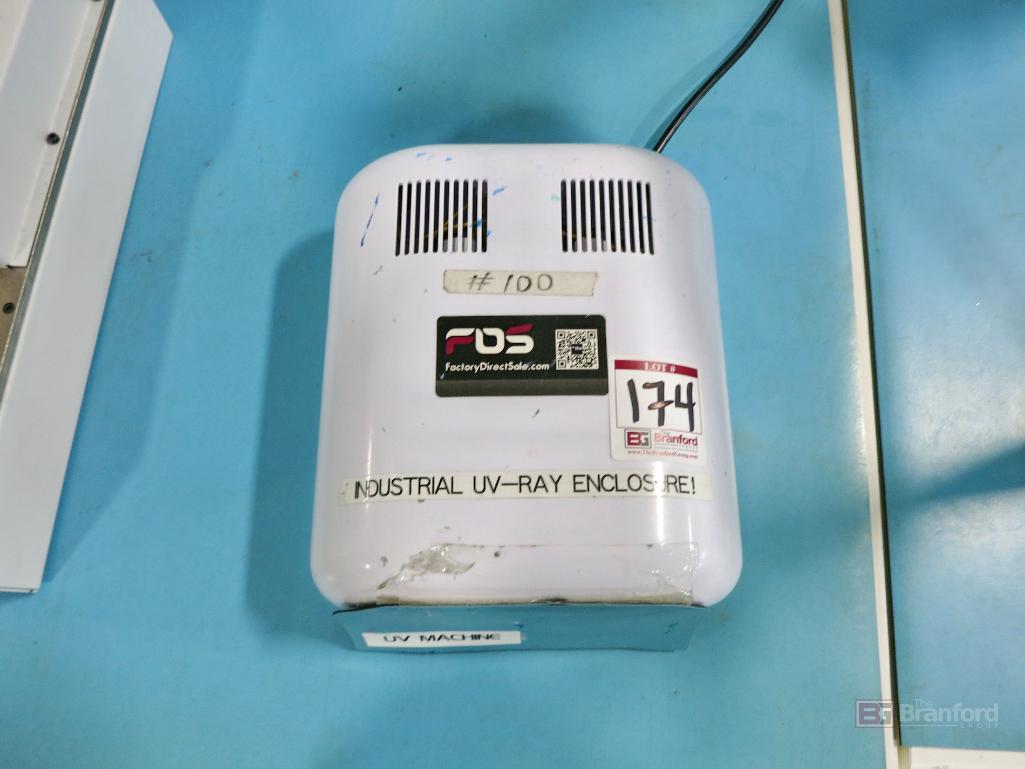 #100
FDS
FactoryDirectSale.com
LOT #
174
BG The Branford
www.TheBranfordGroup.com
INDUSTRIAL UV-RAY ENCLOSURE!
UV MACHINE
BG The Branford
GROUP